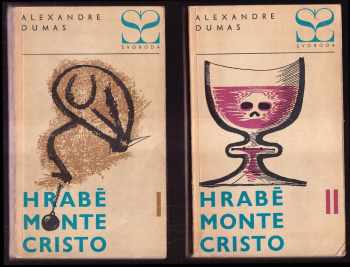 ALEXANDRE
DUMAS
SVOBODA
HRABĚ
MONTE
CRISTO
I
ALEXANDRE
DUMAS
SVOBODA
HRABĚ
MONTE
CRISTO
II